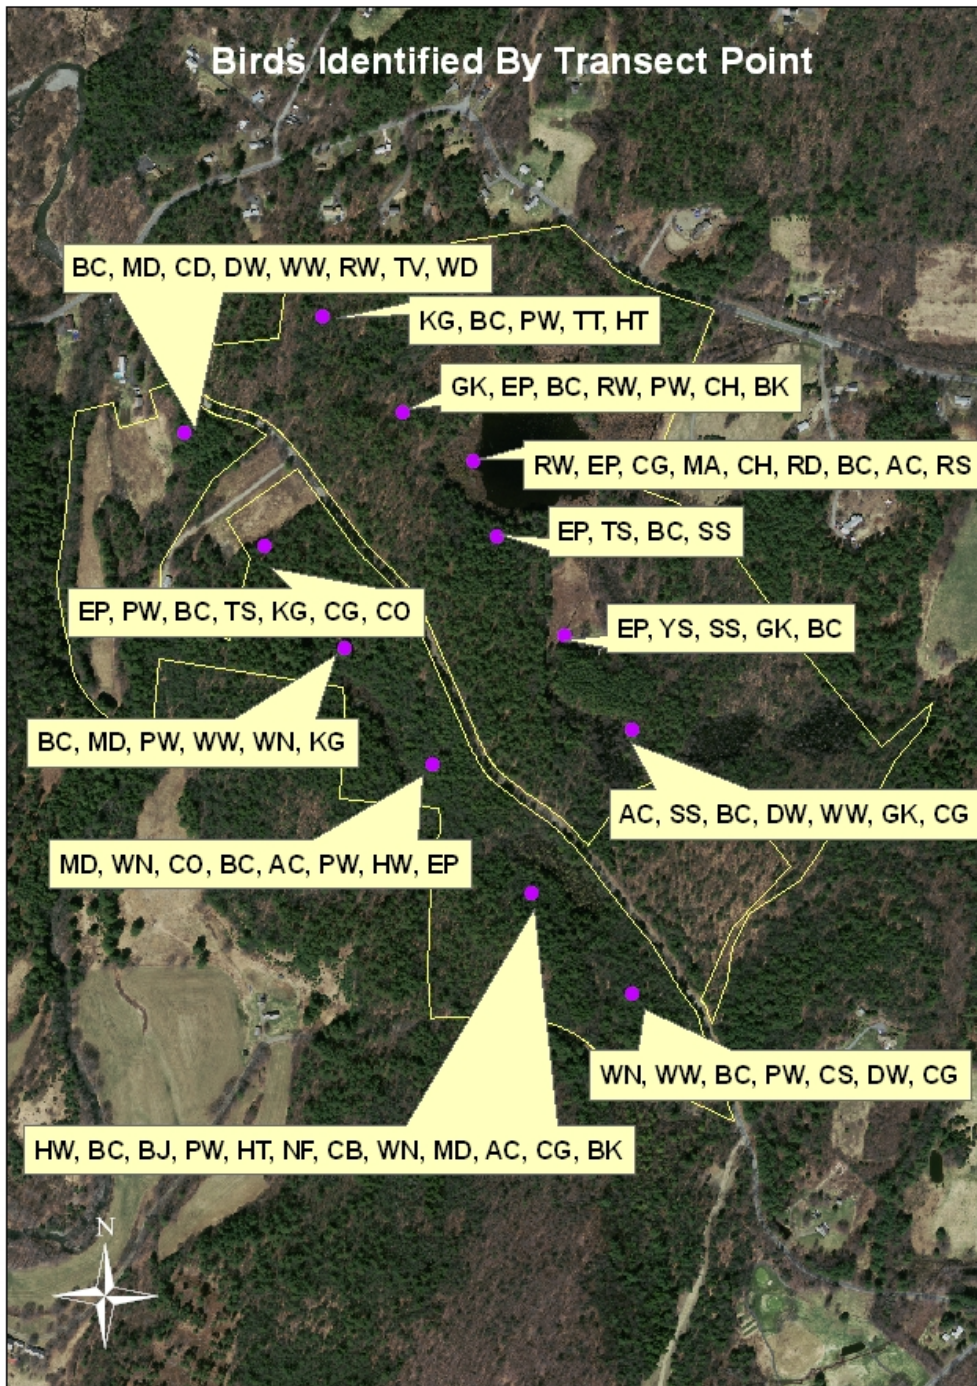 Birds Identified By Transect Point
BC, MD, CD, DW, WW, RW, TV, WD
KG, BC, PW, TT, HT
GK, EP, BC, RW, PW, CH, BK
RW, EP, CG, MA, CH, RD, BC, AC, RS
EP, TS, BC, SS
EP, PW, BC, TS, KG, CG, CO
EP, YS, SS, GK, BC
BC, MD, PW, WW, WN, KG
AC, SS, BC, DW, WW, GK, CG
MD, WN, CO, BC, AC, PW, HW, EP
WN, WW, BC, PW, CS, DW, CG
HW, BC, BJ, PW, HT, NF, CB, WN, MD, AC, CG, BK
N